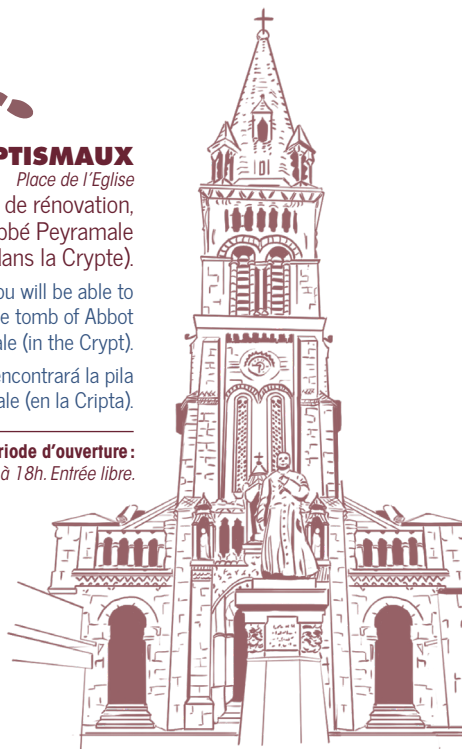 PTISMAUX
Place de l'Eglise
de rénovation,
bbé Peyramale
dans la Crypte).
ou will be able to
e tomb of Abbot
ale (in the Crypt).
encontrará la pila
ale (en la Cripta).
riode d'ouverture :
à 18h. Entrée libre.